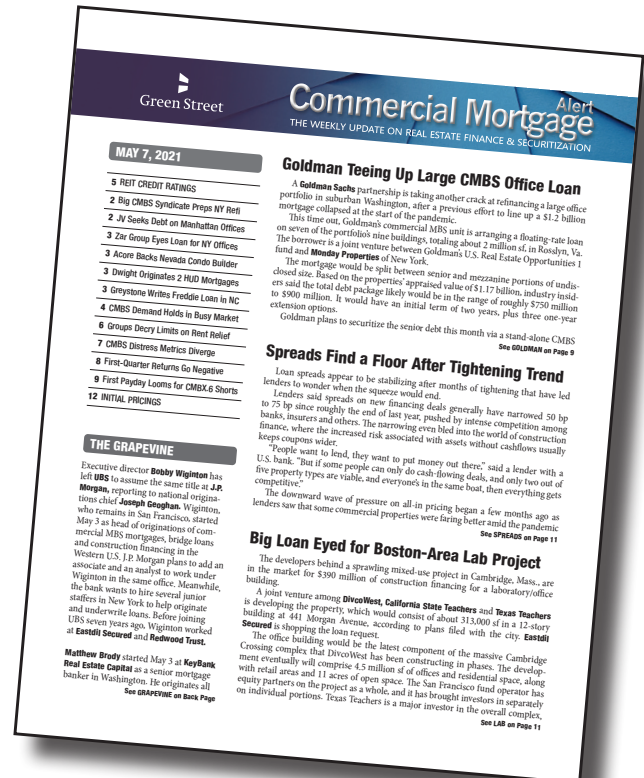 Green Street
Commercial Mortgage
Alert
THE WEEKLY UPDATE ON REAL ESTATE FINANCE & SECURITIZATION
MAY 7, 2021
5 REIT CREDIT RATINGS
2 Big CMBS Syndicate Preps NY Refi
2 JV Seeks Debt on Manhattan Offices
3 Zar Group Eyes Loan for NY Offices
3 Acore Backs Nevada Condo Builder
3 Dwight Originates 2 HUD Mortgages
3 Greystone Writes Freddie Loan in NC
4 CMBS Demand Holds in Busy Market
6 Groups Decry Limits on Rent Relief
7 CMBS Distress Metrics Diverge
8 First-Quarter Returns Go Negative
9 First Payday Looms for CMBX.6 Shorts
12 INITIAL PRICINGS
THE GRAPEVINE
Executive director Bobby Wiginton has
left UBS to assume the same title at J.P.
Morgan, reporting to national origina-
tions chief Joseph Geoghan. Wiginton,
who remains in San Francisco, started
May 3 as head of originations of com-
mercial MBS mortgages, bridge loans
and construction financing in the
Western U.S. J.P. Morgan plans to add an
associate and an analyst to work under
Wiginton in the same office. Meanwhile,
the bank wants to hire several junior
staffers in New York to help originate
and underwrite loans. Before joining
UBS seven years ago, Wiginton worked
at Eastdil Secured and Redwood Trust.
Matthew Brody started May 3 at KeyBank
Real Estate Capital as a senior mortgage
banker in Washington. He originates all
See GRAPEVINE on Back Page
Goldman Teeing Up Large CMBS Office Loan
A Goldman Sachs partnership is taking another crack at refinancing a large office
portfolio in suburban Washington, after a previous effort to line up a $1.2 billion
mortgage collapsed at the start of the pandemic.
This time out, Goldman's commercial MBS unit is arranging a floating-rate loan
on seven of the portfolio's nine buildings, totaling about 2 million sf, in Rosslyn, Va.
The borrower is a joint venture between Goldman's U.S. Real Estate Opportunities 1
fund and Monday Properties of New York.
The mortgage would be split between senior and mezzanine portions of undis-
closed size. Based on the properties' appraised value of $1.17 billion, industry insid-
ers said the total debt package likely would be in the range of roughly $750 million
to $900 million. It would have an initial term of two years, plus three one-year
extension options.
Goldman plans to securitize the senior debt this month via a stand-alone CMBS
See GOLDMAN on Page 9
Spreads Find a Floor After Tightening Trend
Loan spreads appear to be stabilizing after months of tightening that have led
lenders to wonder when the squeeze would end.
Lenders said spreads on new financing deals generally have narrowed 50 bp
to 75 bp since roughly the end of last year, pushed by intense competition among
banks, insurers and others. The narrowing even bled into the world of construction
finance, where the increased risk associated with assets without cashflows usually
keeps coupons wider.
"People want to lend, they want to put money out there," said a lender with a
U.S. bank. "But if some people can only do cash-flowing deals, and only two out of
five property types are viable, and everyone's in the same boat, then everything gets
competitive."
The downward wave of pressure on all-in pricing began a few months ago as
lenders saw that some commercial properties were faring better amid the pandemic
See SPREADS on Page 11
Big Loan Eyed for Boston-Area Lab Project
The developers behind a sprawling mixed-use project in Cambridge, Mass., are
in the market for $390 million of construction financing for a laboratory/office
building.
A joint venture among DivcoWest, California State Teachers and Texas Teachers
is developing the property, which would consist of about 313,000 sf in a 12-story
building at 441 Morgan Avenue, according to plans filed with the city. Eastdil
Secured is shopping the loan request.
The office building would be the latest component of the massive Cambridge
Crossing complex that DivcoWest has been constructing in phases. The develop-
ment eventually will comprise 4.5 million sf of offices and residential space, along
with retail areas and 11 acres of open space. The San Francisco fund operator has
equity partners on the project as a whole, and it has brought investors in separately
on individual portions. Texas Teachers is a major investor in the overall complex,
See LAB on Page 11